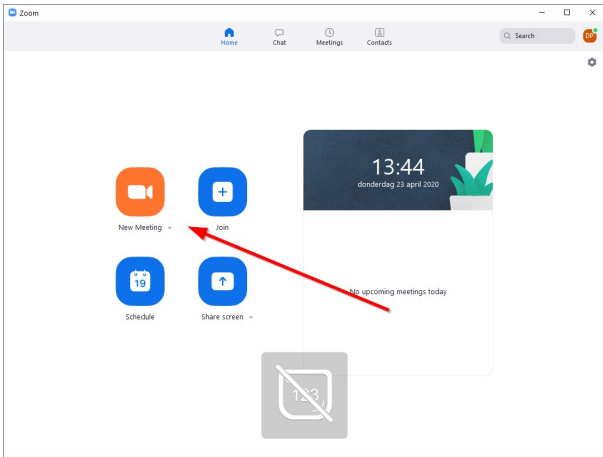 Zoom
Home
Chat
Meetings
Contacts
Search
DP
13:44
donderdag 23 april 2020
New Meeting
Join
No upcoming meetings today
19
Schedule
Share screen
123